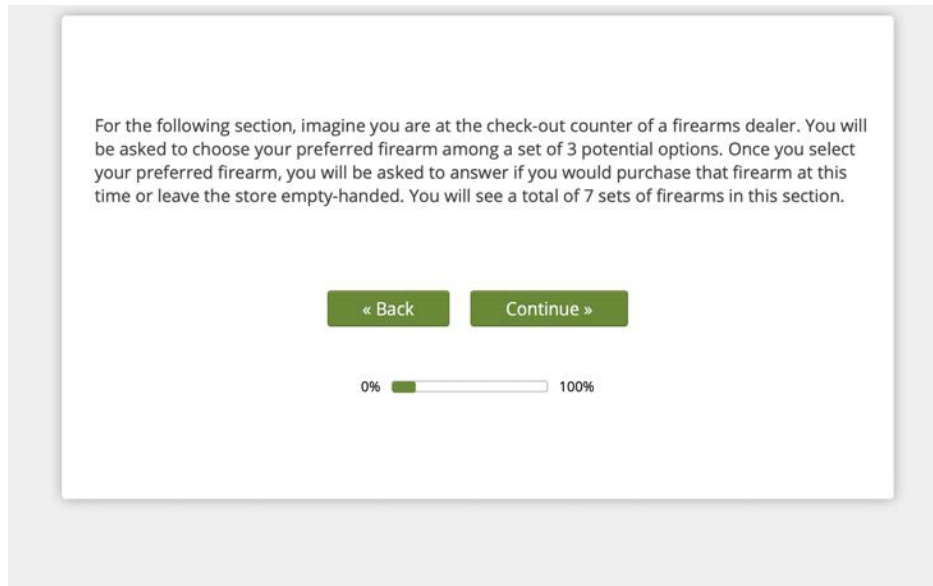 For the following section, imagine you are at the check-out counter of a firearms dealer. You will
be asked to choose your preferred firearm among a set of 3 potential options. Once you select
your preferred firearm, you will be asked to answer if you would purchase that firearm at this
time or leave the store empty-handed. You will see a total of 7 sets of firearms in this section.
« Back Continue »
0% 100%